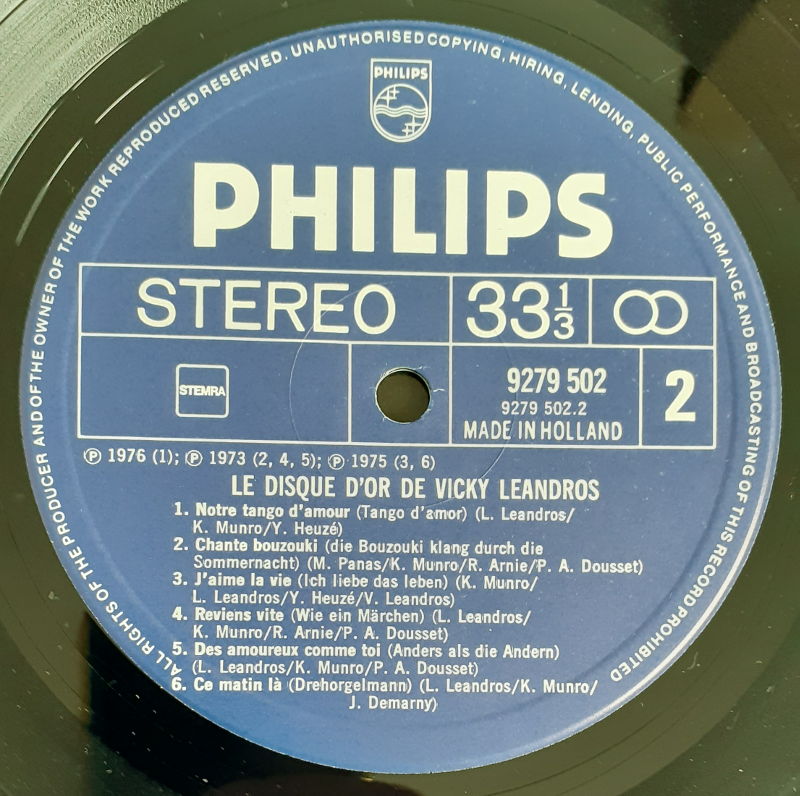 ALL RIGHTS OF THE PRODUCER AND OF THE OWNER OF THE WORK REPRODUCED RESERVED. UNAUTHORISED COPYING, HIRING, LENDING, PUBLIC PERFORMANCE AND BROADCASTING OF THIS RECORD PROHIBITED
PHILIPS
PHILIPS
STEREO 33 1/3
STEMRA
9279 502
9279 502.2
MADE IN HOLLAND
2
℗ 1976 (1); ℗ 1973 (2, 4, 5); ℗ 1975 (3, 6)
LE DISQUE D'OR DE VICKY LEANDROS
1. Notre tango d'amour (Tango d'amor) (L. Leandros/
K. Munro/Y. Heuzé)
2. Chante bouzouki (die Bouzouki klang durch die
Sommernacht) (M. Panas/K. Munro/R. Arnie/P. A. Dousset)
3. J'aime la vie (Ich liebe das leben) (K. Munro/
L. Leandros/Y. Heuzé/V. Leandros)
4. Reviens vite (Wie ein Märchen) (L. Leandros/
K. Munro/R. Arnie/P. A. Dousset)
5. Des amoureux comme toi (Anders als die Andern)
(L. Leandros/K. Munro/P. A. Dousset)
6. Ce matin là (Drehorgelmann) (L. Leandros/K. Munro/
J. Demarny)